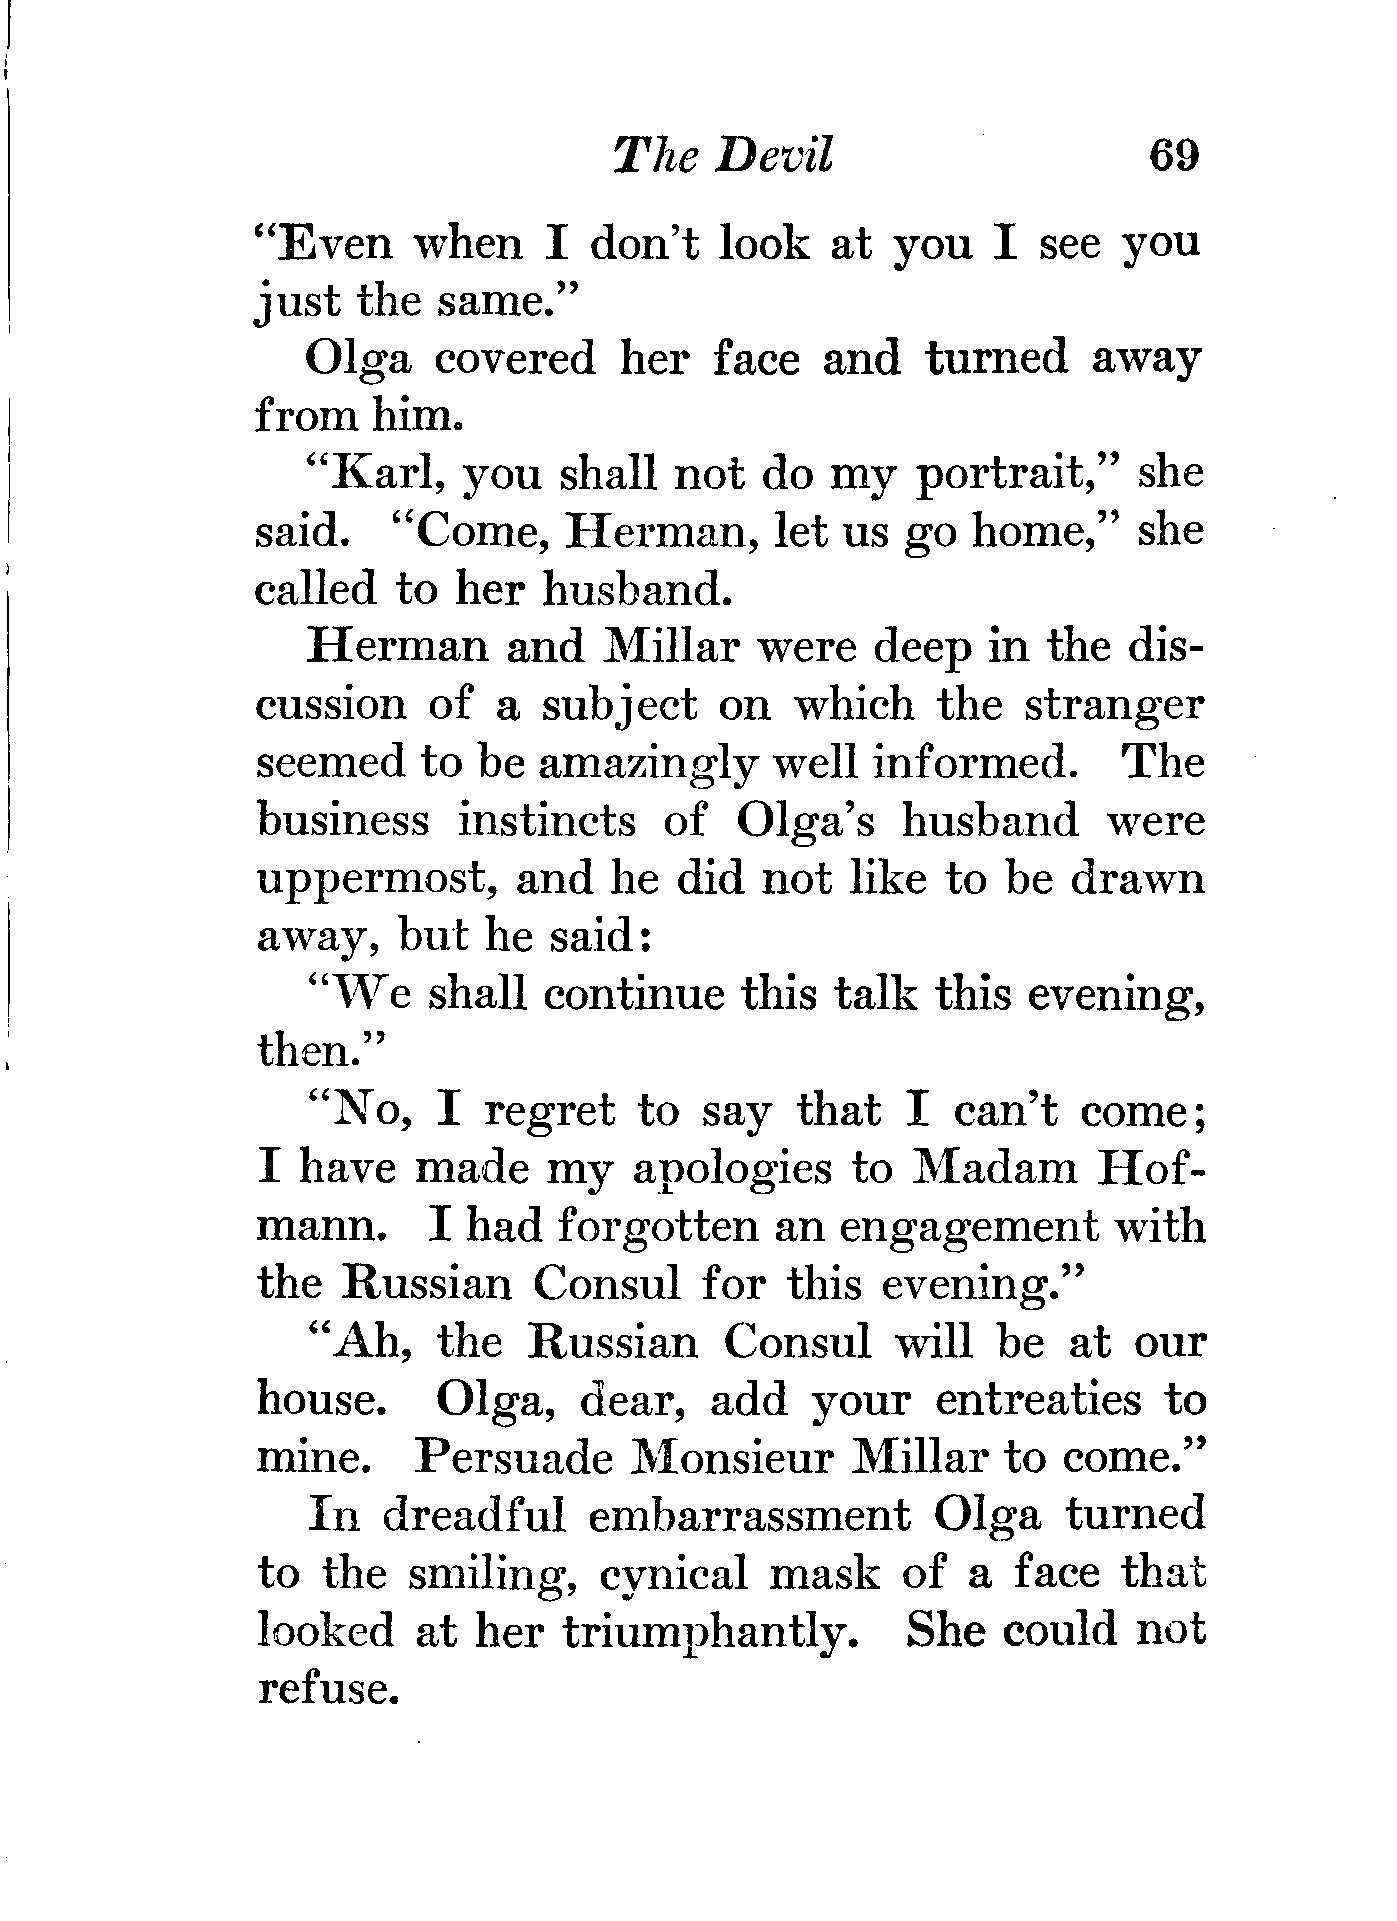 The Devil 69
“Even when I don’t look at you I see you
just the same.”
Olga covered her face and turned away
from him.
“Karl, you shall not do my portrait,” she
said. “Come, Herman, let us go home,” she
called to her husband.
Herman and Millar were deep in the dis-
cussion of a subject on which the stranger
seemed to be amazingly well informed. The
business instincts of Olga’s husband were
uppermost, and he did not like to be drawn
away, but he said:
“We shall continue this talk this evening,
then.”
“No, I regret to say that I can’t come;
I have made my apologies to Madam Hof-
mann. I had forgotten an engagement with
the Russian Consul for this evening.”
“Ah, the Russian Consul will be at our
house. Olga, dear, add your entreaties to
mine. Persuade Monsieur Millar to come.”
In dreadful embarrassment Olga turned
to the smiling, cynical mask of a face that
looked at her triumphantly. She could not
refuse.